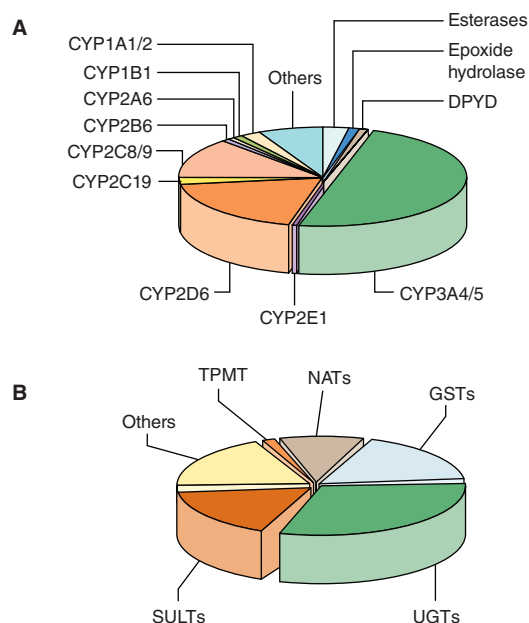 A
Esterases
Epoxide
hydrolase
DPYD
CYP1A1/2
CYP1B1
CYP2A6
CYP2B6
CYP2C8/9
CYP2C19
Others
CYP2D6
CYP2E1
CYP3A4/5
B
TPMT
NATs
GSTs
Others
SULTs
UGTs